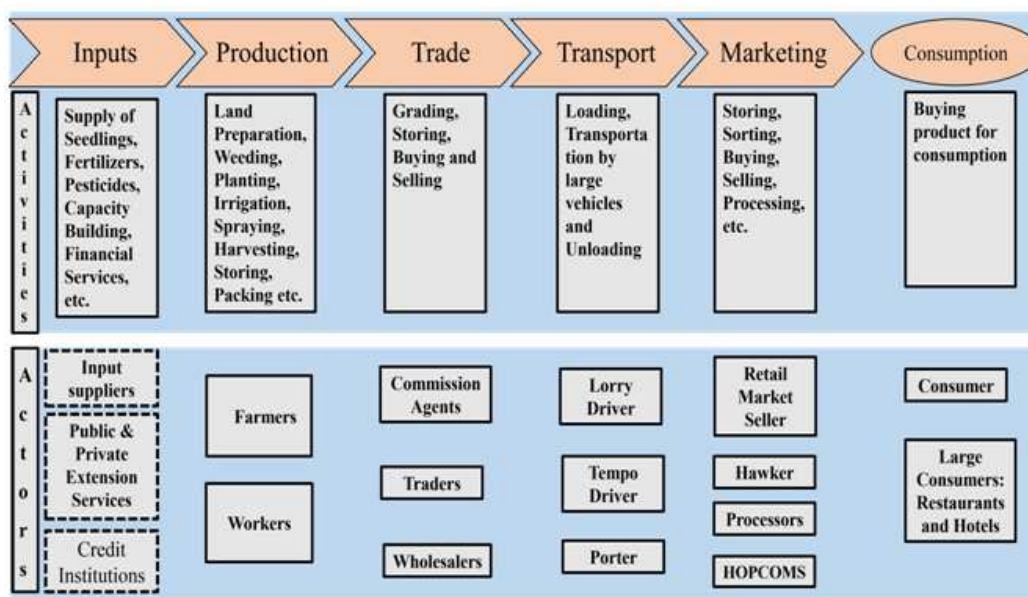 Inputs
Production
Trade
Transport
Marketing
Consumption
Activities
Supply of
Seedlings,
Fertilizers,
Pesticides,
Capacity
Building,
Financial
Services,
etc.
Land
Preparation,
Weeding,
Planting,
Irrigation,
Spraying,
Harvesting,
Storing,
Packing etc.
Grading,
Storing,
Buying and
Selling
Loading,
Transporta
tion by
large
vehicles
and
Unloading
Storing,
Sorting,
Buying,
Selling,
Processing,
etc.
Buying
product for
consumption
Actors
Input
suppliers
Public &
Private
Extension
Services
Credit
Institutions
Farmers
Workers
Commission
Agents
Traders
Wholesalers
Lorry
Driver
Tempo
Driver
Porter
Retail
Market
Seller
Hawker
Processors
HOPCOMS
Consumer
Large
Consumers:
Restaurants
and Hotels